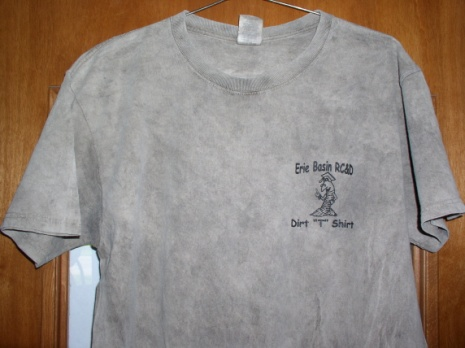 Erie Basin RC&D
Dirt "T" Shirt